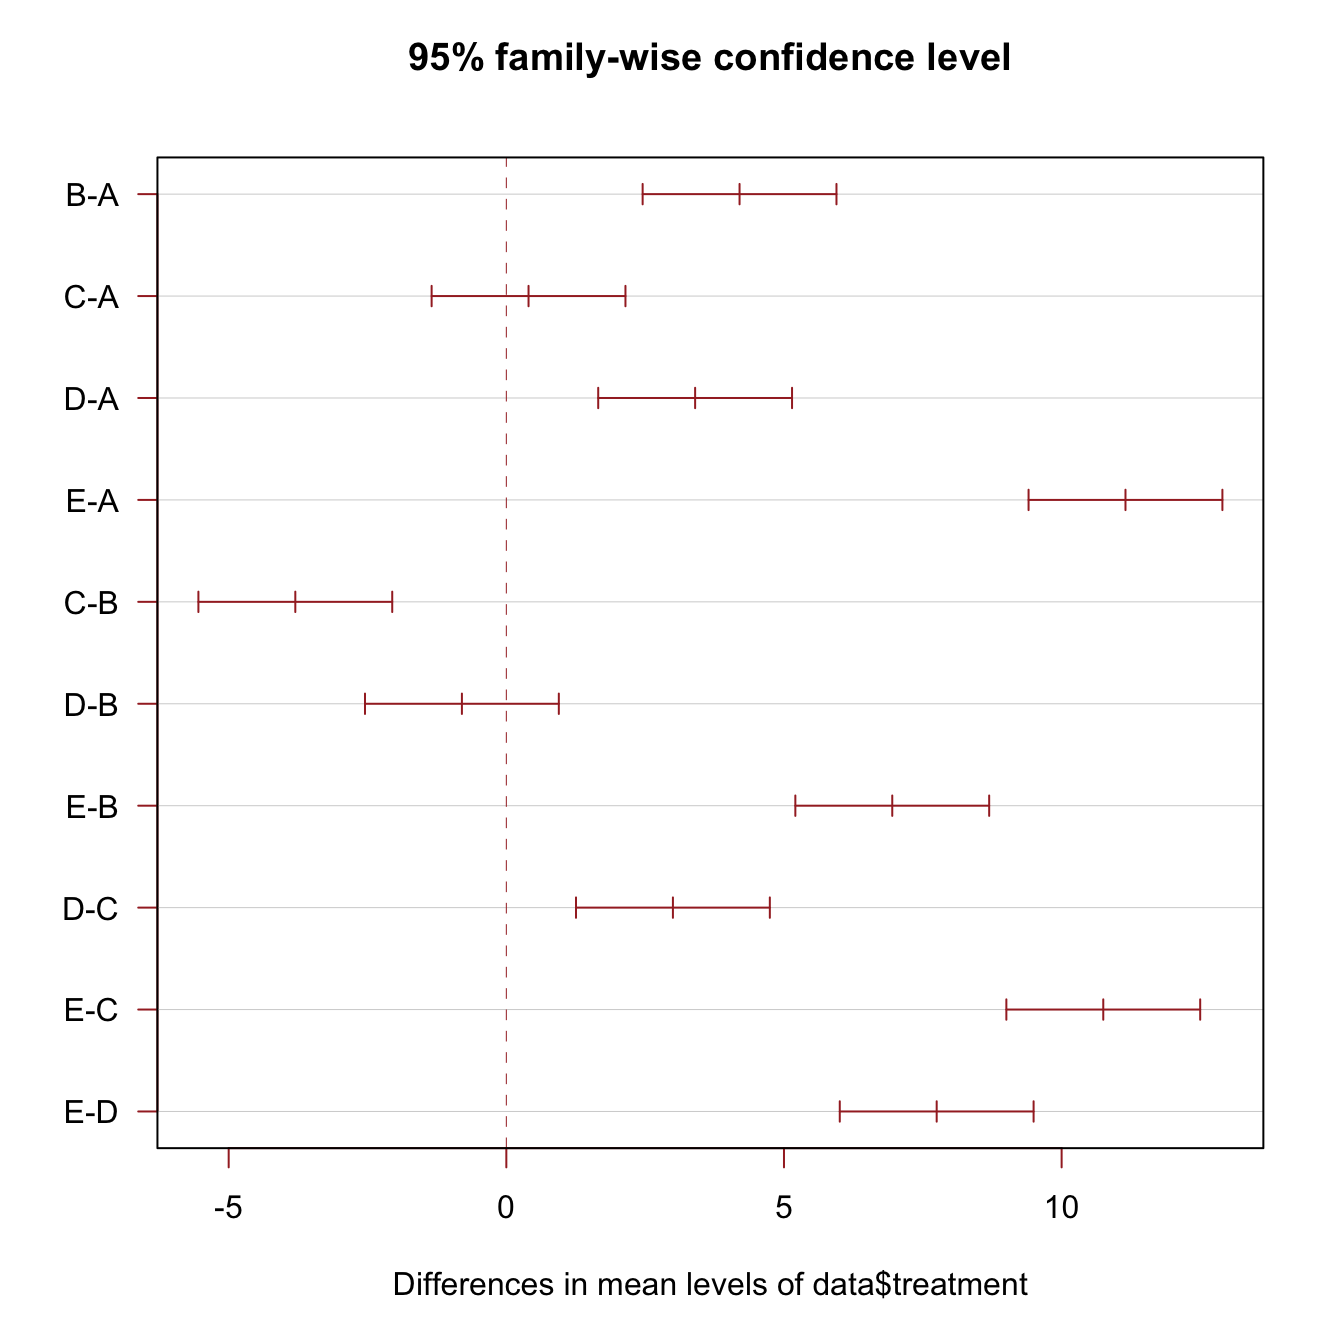 95% family-wise confidence level
B-A
C-A
D-A
E-A
C-B
D-B
E-B
D-C
E-C
E-D
-5 0 5 10
Differences in mean levels of data$treatment